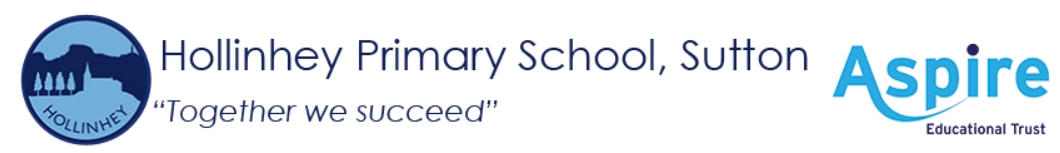 Hollinhey Primary School, Sutton
“Together we succeed”
HOLLINHEY
Aspire
Educational Trust